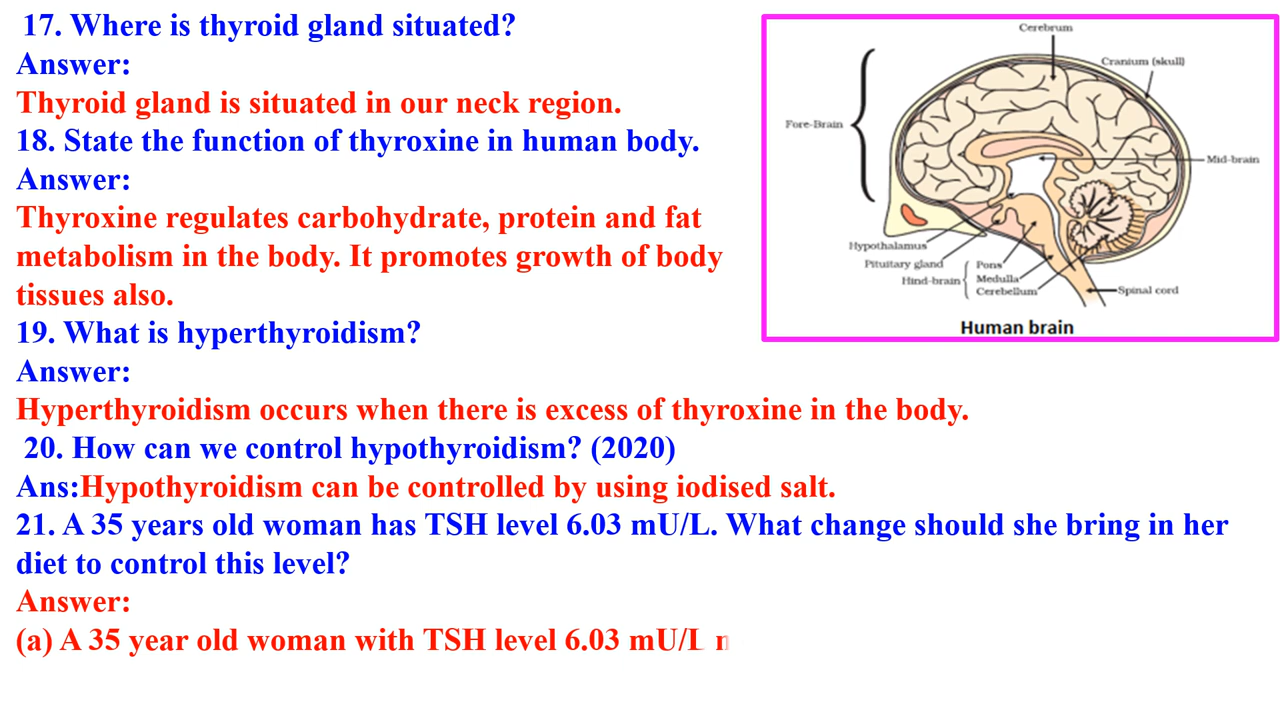 17. Where is thyroid gland situated?
Answer:
Thyroid gland is situated in our neck region.
18. State the function of thyroxine in human body.
Answer:
Thyroxine regulates carbohydrate, protein and fat
metabolism in the body. It promotes growth of body
tissues also.
19. What is hyperthyroidism?
Answer:
Hyperthyroidism occurs when there is excess of thyroxine in the body.
20. How can we control hypothyroidism? (2020)
Ans:Hypothyroidism can be controlled by using iodised salt.
21. A 35 years old woman has TSH level 6.03 mU/L. What change should she bring in her
diet to control this level?
Answer:
(a) A 35 year old woman with TSH level 6.03 mU/L
Cerebrum
Cranium (skull)
Fore-Brain
Mid-brain
Hypothalamus
Pituitary gland
Pons
Hind-brain
Medulla
Cerebellum
Spinal cord
Human brain